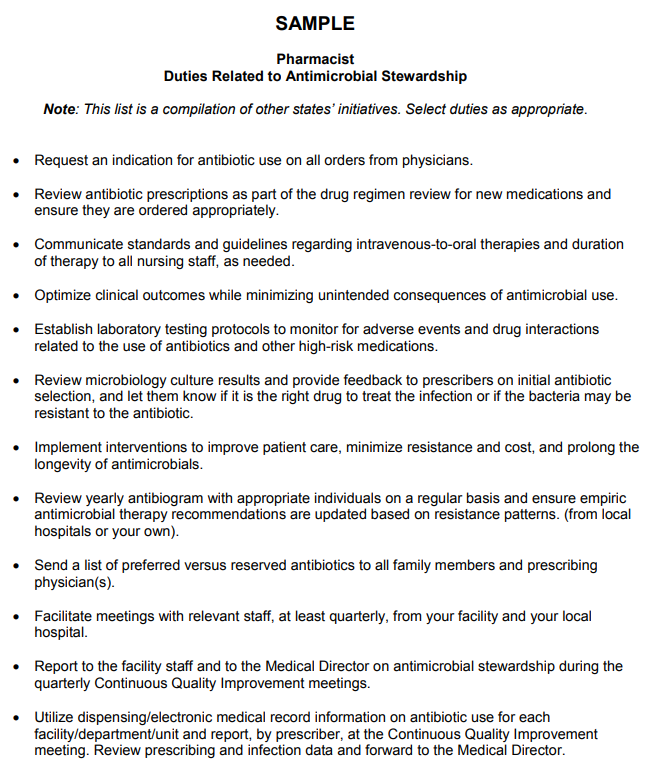 SAMPLE
Pharmacist
Duties Related to Antimicrobial Stewardship
Note: This list is a compilation of other states' initiatives. Select duties as appropriate.
• Request an indication for antibiotic use on all orders from physicians.
• Review antibiotic prescriptions as part of the drug regimen review for new medications and
ensure they are ordered appropriately.
• Communicate standards and guidelines regarding intravenous-to-oral therapies and duration
of therapy to all nursing staff, as needed.
• Optimize clinical outcomes while minimizing unintended consequences of antimicrobial use.
• Establish laboratory testing protocols to monitor for adverse events and drug interactions
related to the use of antibiotics and other high-risk medications.
• Review microbiology culture results and provide feedback to prescribers on initial antibiotic
selection, and let them know if it is the right drug to treat the infection or if the bacteria may be
resistant to the antibiotic.
• Implement interventions to improve patient care, minimize resistance and cost, and prolong the
longevity of antimicrobials.
• Review yearly antibiogram with appropriate individuals on a regular basis and ensure empiric
antimicrobial therapy recommendations are updated based on resistance patterns. (from local
hospitals or your own).
• Send a list of preferred versus reserved antibiotics to all family members and prescribing
physician(s).
• Facilitate meetings with relevant staff, at least quarterly, from your facility and your local
hospital.
• Report to the facility staff and to the Medical Director on antimicrobial stewardship during the
quarterly Continuous Quality Improvement meetings.
• Utilize dispensing/electronic medical record information on antibiotic use for each
facility/department/unit and report, by prescriber, at the Continuous Quality Improvement
meeting. Review prescribing and infection data and forward to the Medical Director.